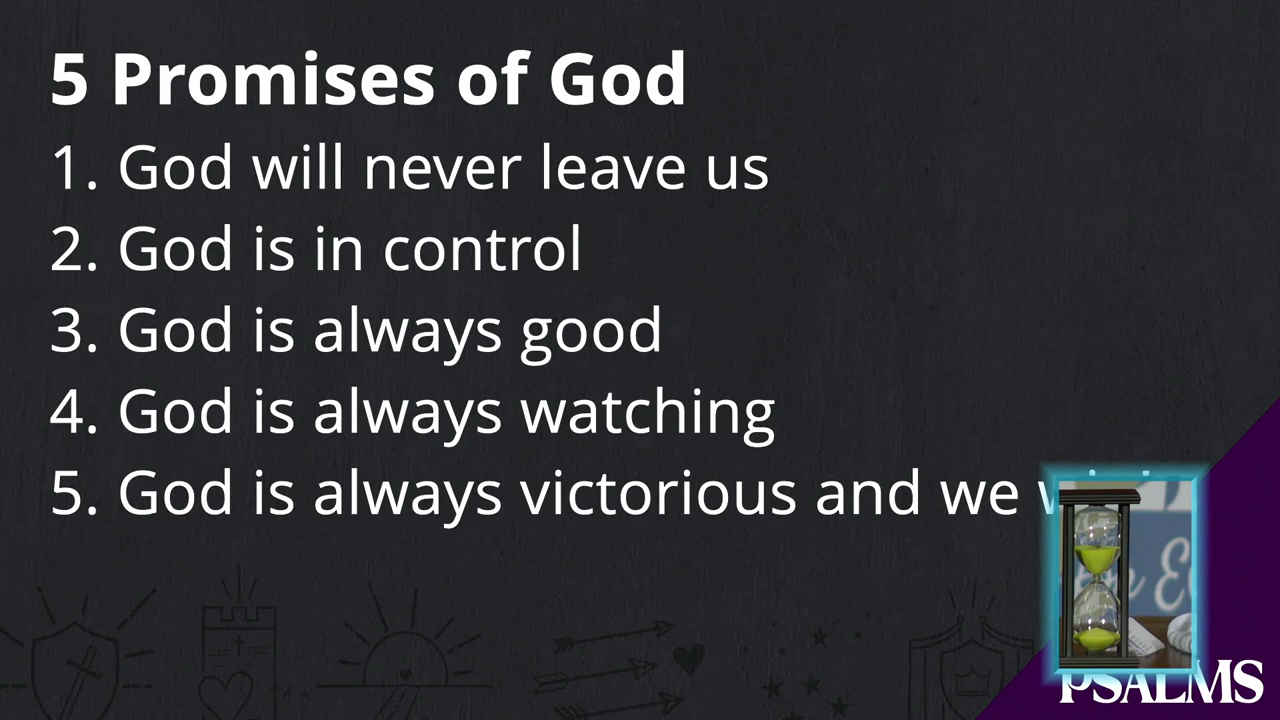 5 Promises of God
1. God will never leave us
2. God is in control
3. God is always good
4. God is always watching
5. God is always victorious and we
PSALMS